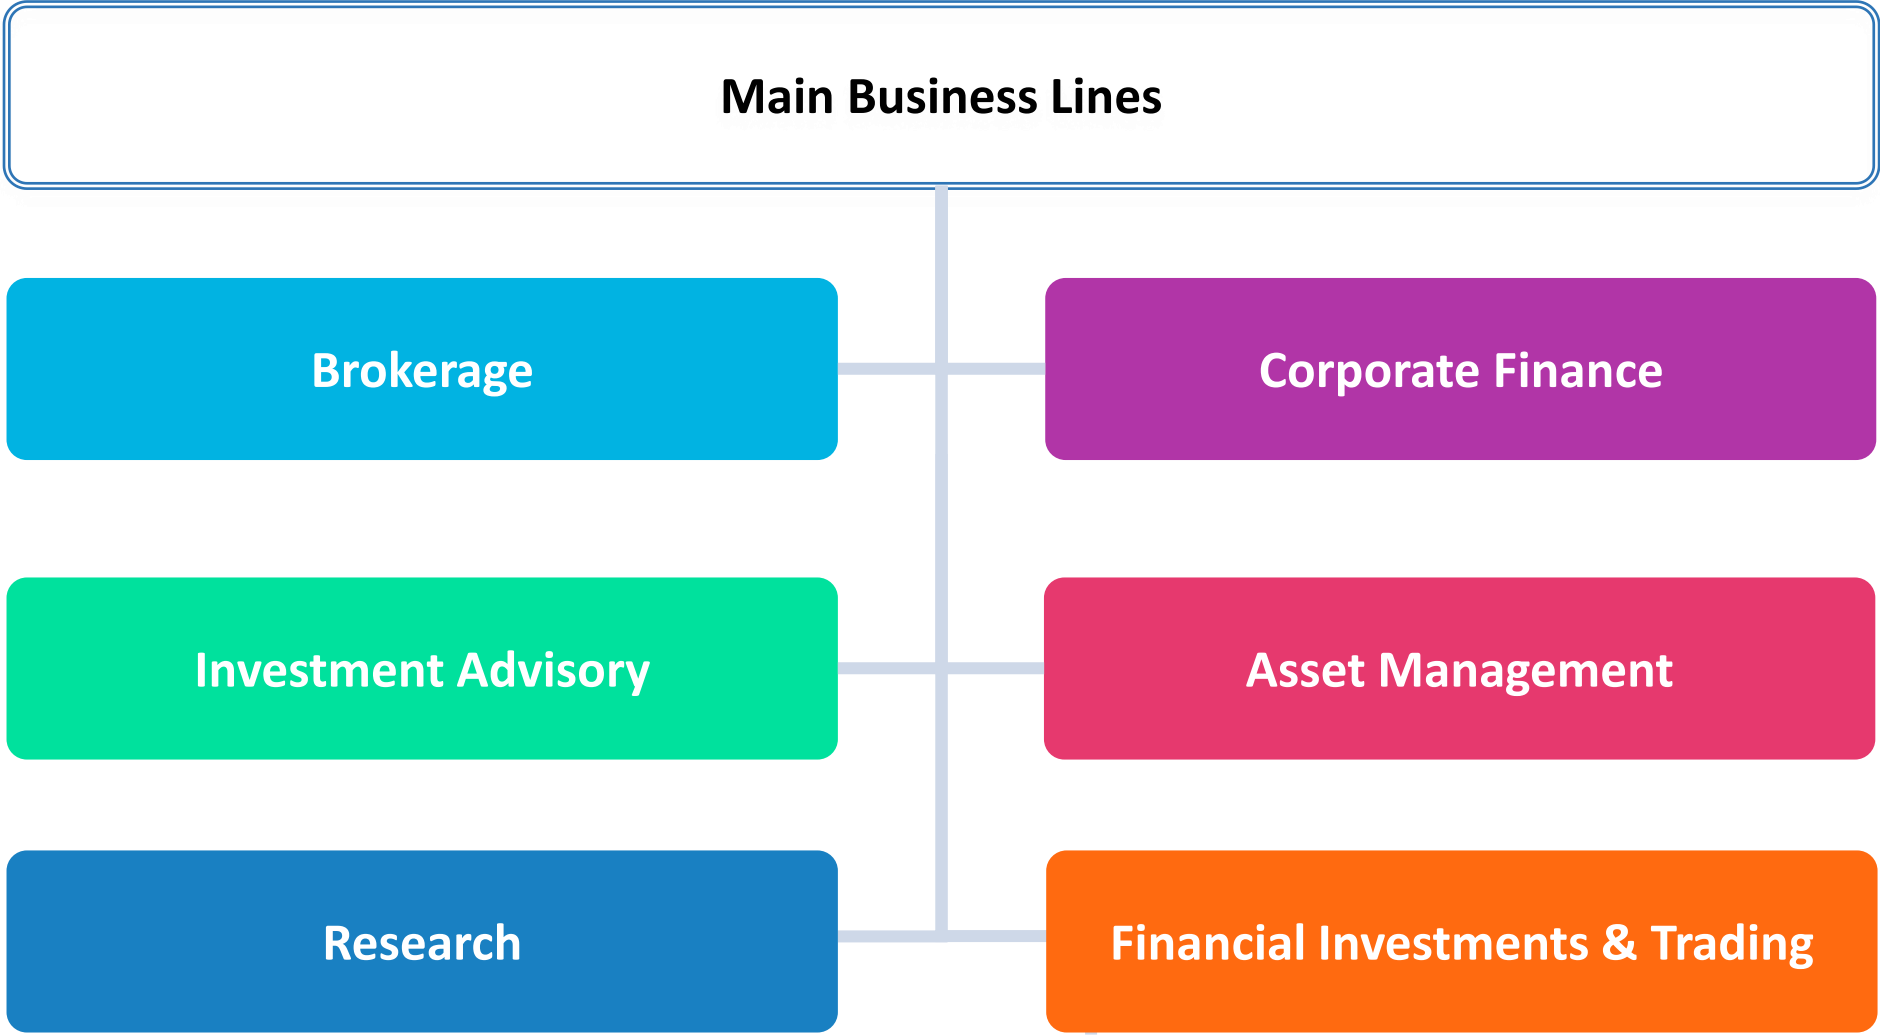 Main Business Lines
Brokerage
Corporate Finance
Investment Advisory
Asset Management
Research
Financial Investments & Trading